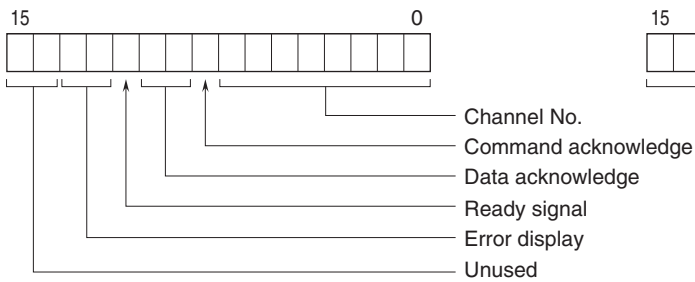 15 0 15
Channel No.
Command acknowledge
Data acknowledge
Ready signal
Error display
Unused